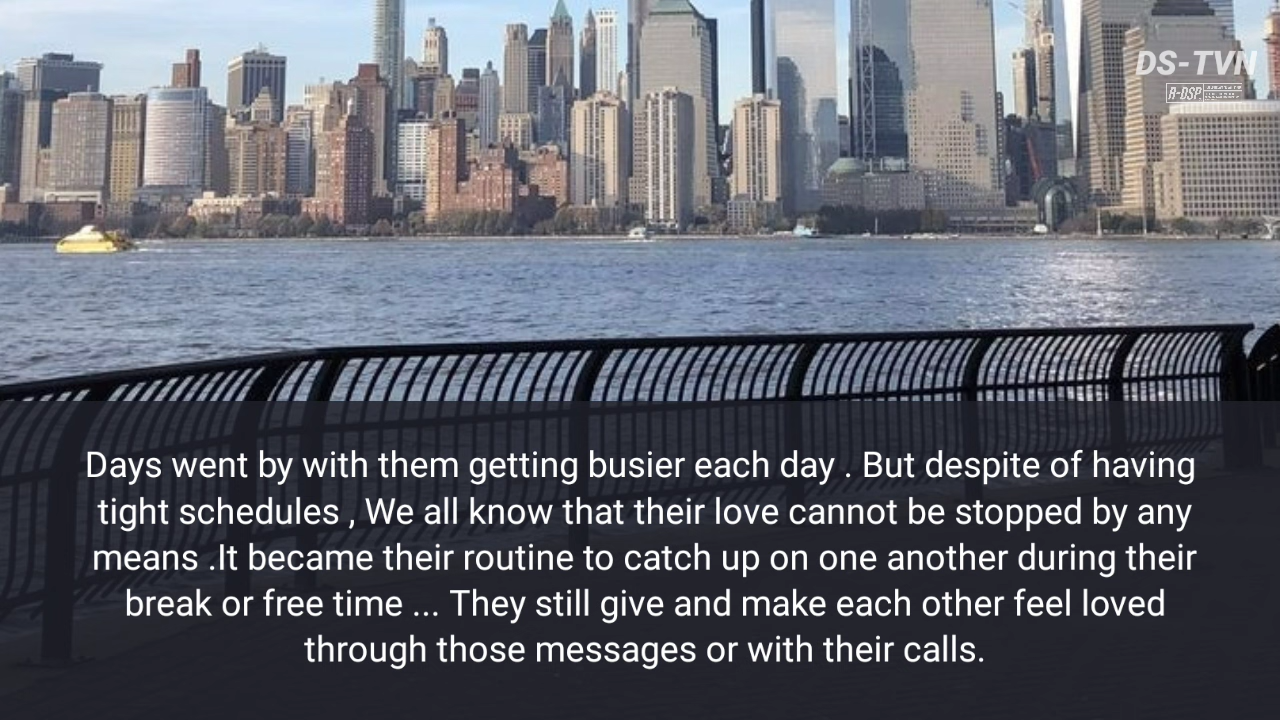 DS-TVN
R-DSP
Days went by with them getting busier each day . But despite of having
tight schedules , We all know that their love cannot be stopped by any
means .It became their routine to catch up on one another during their
break or free time ... They still give and make each other feel loved
through those messages or with their calls.